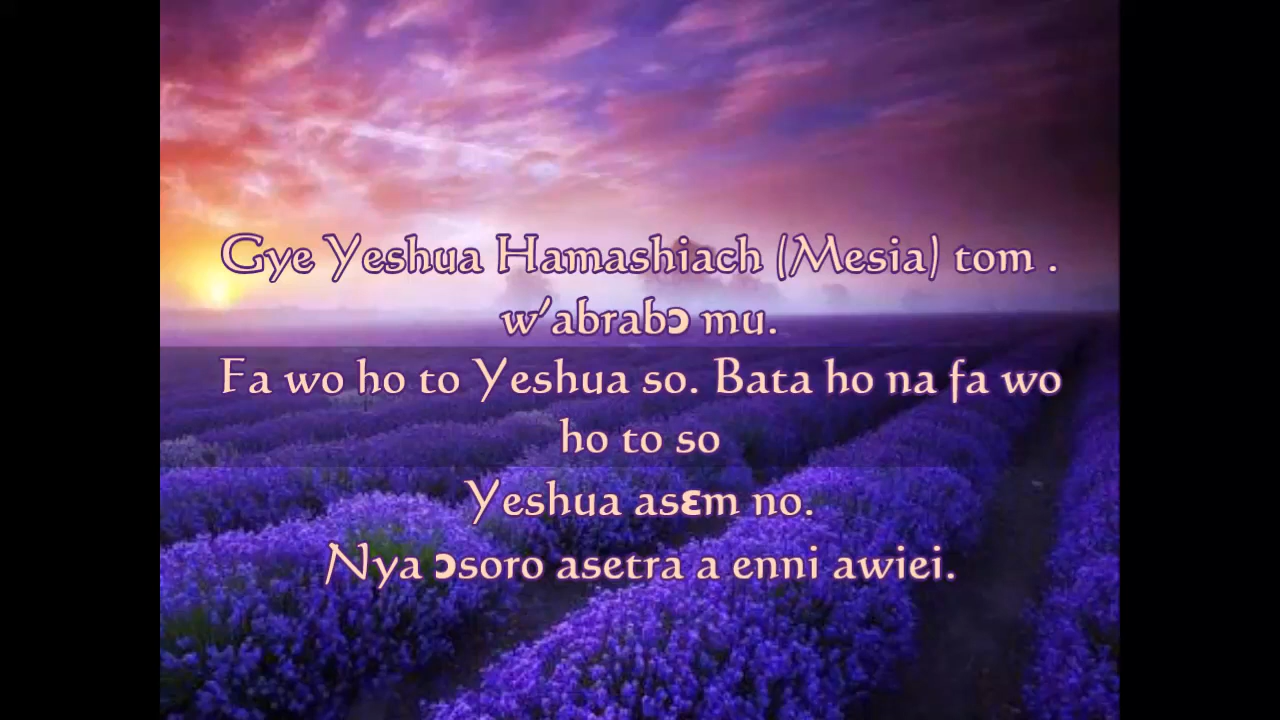 Gye Yeshua Hamashiach (Mesia) tom .
w'abrabɔ mu.
Fa wo ho to Yeshua so. Bata ho na fa wo
ho to so
Yeshua asɛm no.
Nya ɔsoro asetra a enni awiei.